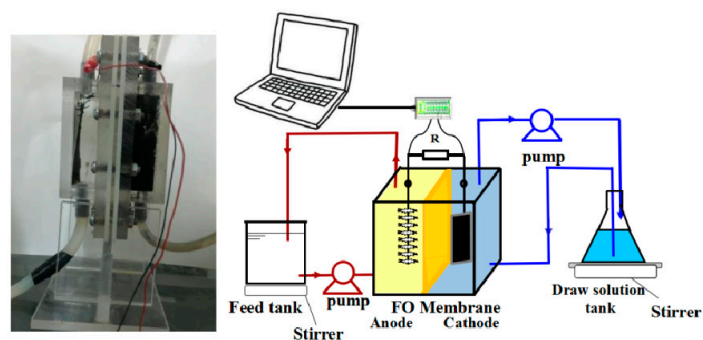 R
pump
Feed tank
pump
Stirrer
FO Membrane
Anode
Cathode
Draw solution
tank
Stirrer